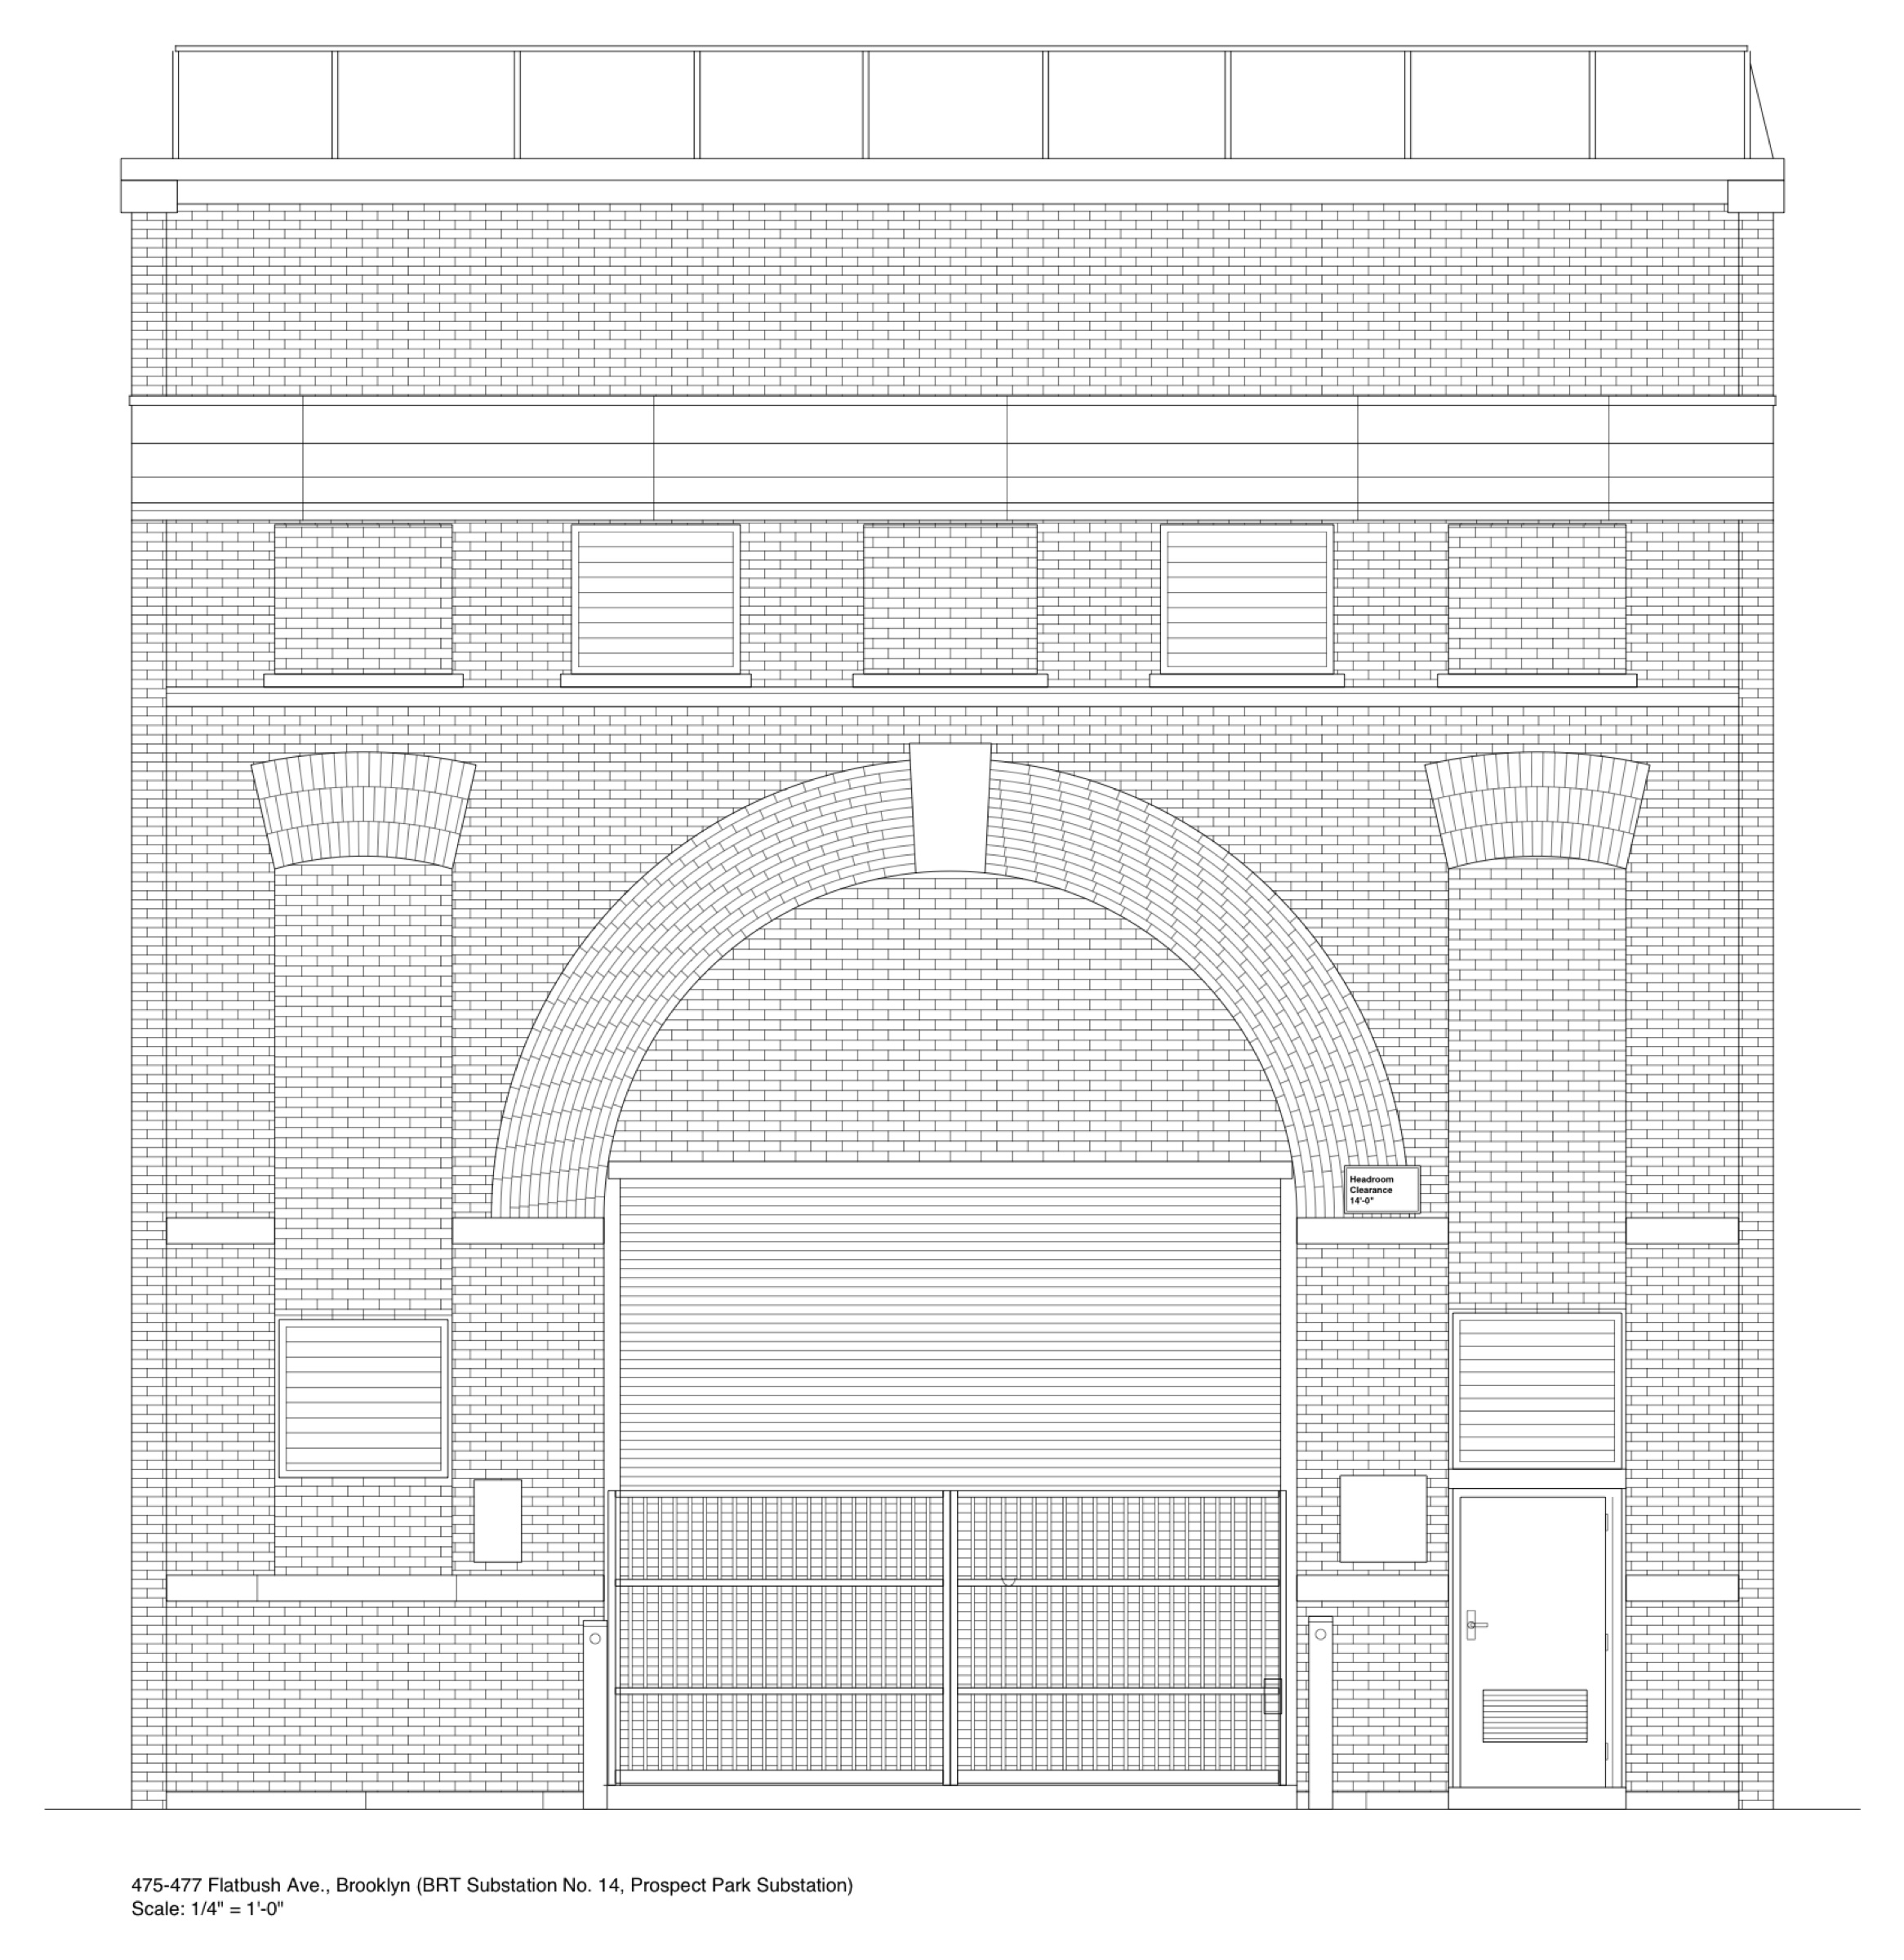 Headroom
Clearance
14'-0"
475-477 Flatbush Ave., Brooklyn (BRT Substation No. 14, Prospect Park Substation)
Scale: 1/4" = 1'-0"